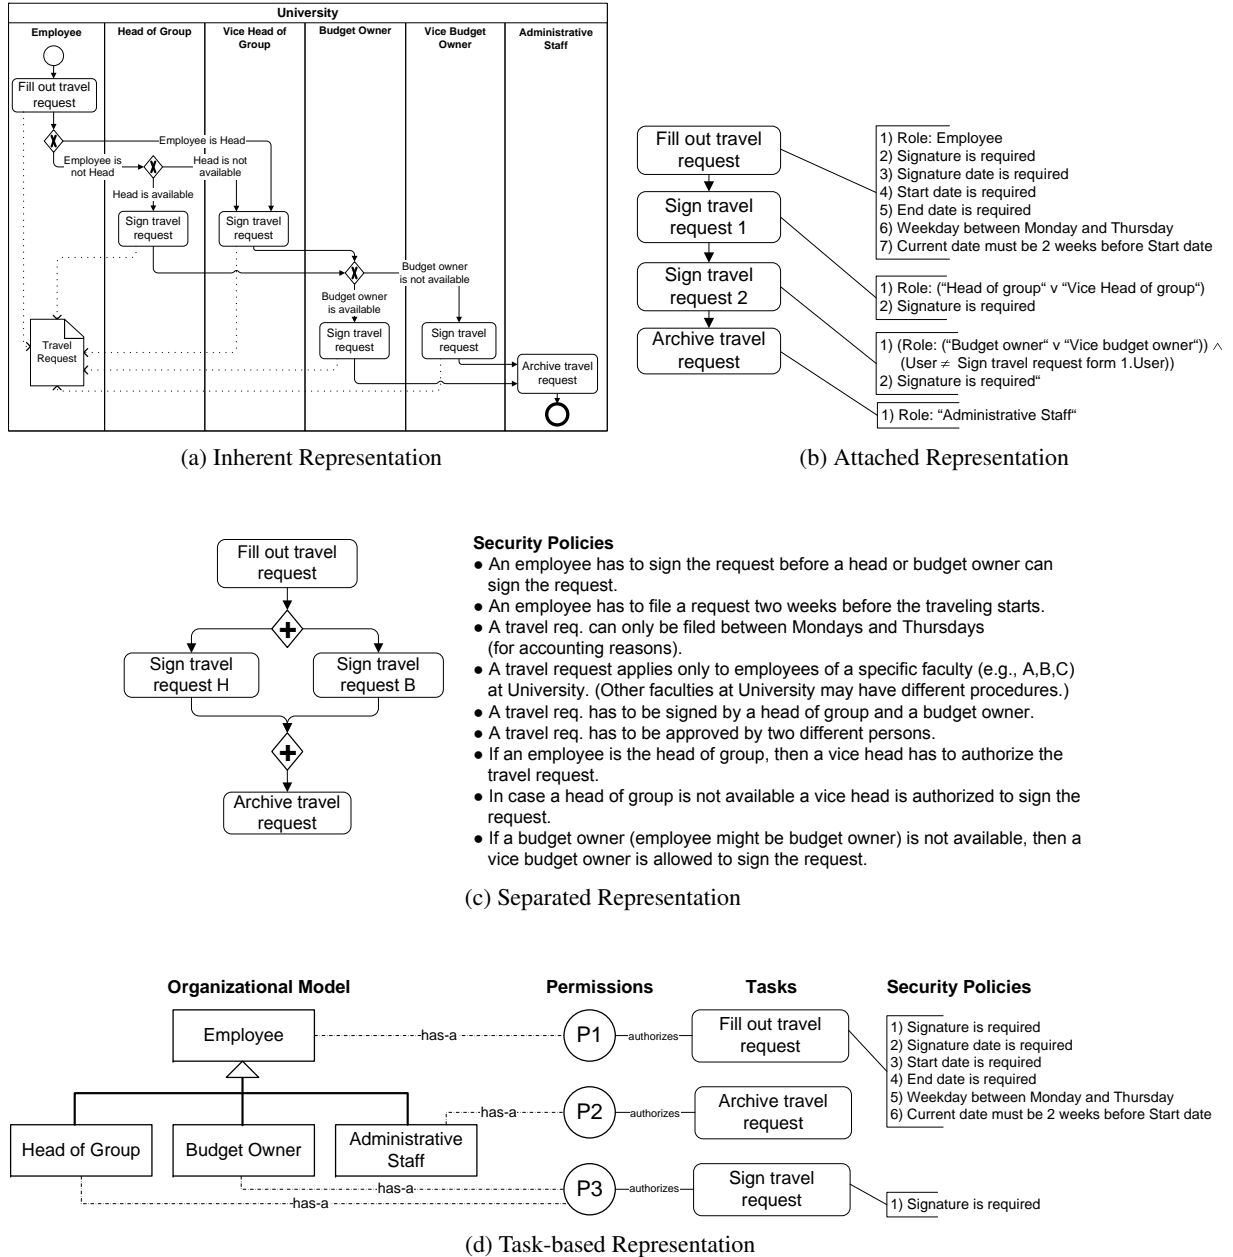 University
Employee
Head of Group
Vice Head of
Group
Budget Owner
Vice Budget
Owner
Administrative
Staff
Fill out travel
request
X
Employee is Head
Employee is
not Head
X
Head is not
available
Head is available
Sign travel
request
Sign travel
request
X
Budget owner
is not available
Budget owner
is available
Travel
Request
Sign travel
request
Sign travel
request
Archive travel
request
(a) Inherent Representation
Fill out travel
request
Sign travel
request 1
Sign travel
request 2
Archive travel
request
1) Role: Employee
2) Signature is required
3) Signature date is required
4) Start date is required
5) End date is required
6) Weekday between Monday and Thursday
7) Current date must be 2 weeks before Start date
1) Role: (“Head of group“ v “Vice Head of group“)
2) Signature is required
1) (Role: (“Budget owner“ v “Vice budget owner“)) ∧
(User ≠ Sign travel request form 1.User))
2) Signature is required“
1) Role: “Administrative Staff“
(b) Attached Representation
Fill out travel
request
+
Sign travel
request H
Sign travel
request B
+
Archive travel
request
Security Policies
● An employee has to sign the request before a head or budget owner can
sign the request.
● An employee has to file a request two weeks before the traveling starts.
● A travel req. can only be filed between Mondays and Thursdays
(for accounting reasons).
● A travel request applies only to employees of a specific faculty (e.g., A,B,C)
at University. (Other faculties at University may have different procedures.)
● A travel req. has to be signed by a head of group and a budget owner.
● A travel req. has to be approved by two different persons.
● If an employee is the head of group, then a vice head has to authorize the
travel request.
● In case a head of group is not available a vice head is authorized to sign the
request.
● If a budget owner (employee might be budget owner) is not available, then a
vice budget owner is allowed to sign the request.
(c) Separated Representation
Organizational Model
Permissions
Tasks
Security Policies
Employee
has-a
P1
authorizes
Fill out travel
request
1) Signature is required
2) Signature date is required
3) Start date is required
4) End date is required
5) Weekday between Monday and Thursday
6) Current date must be 2 weeks before Start date
has-a
P2
authorizes
Archive travel
request
Head of Group
Budget Owner
Administrative
Staff
has-a
has-a
P3
authorizes
Sign travel
request
1) Signature is required
(d) Task-based Representation